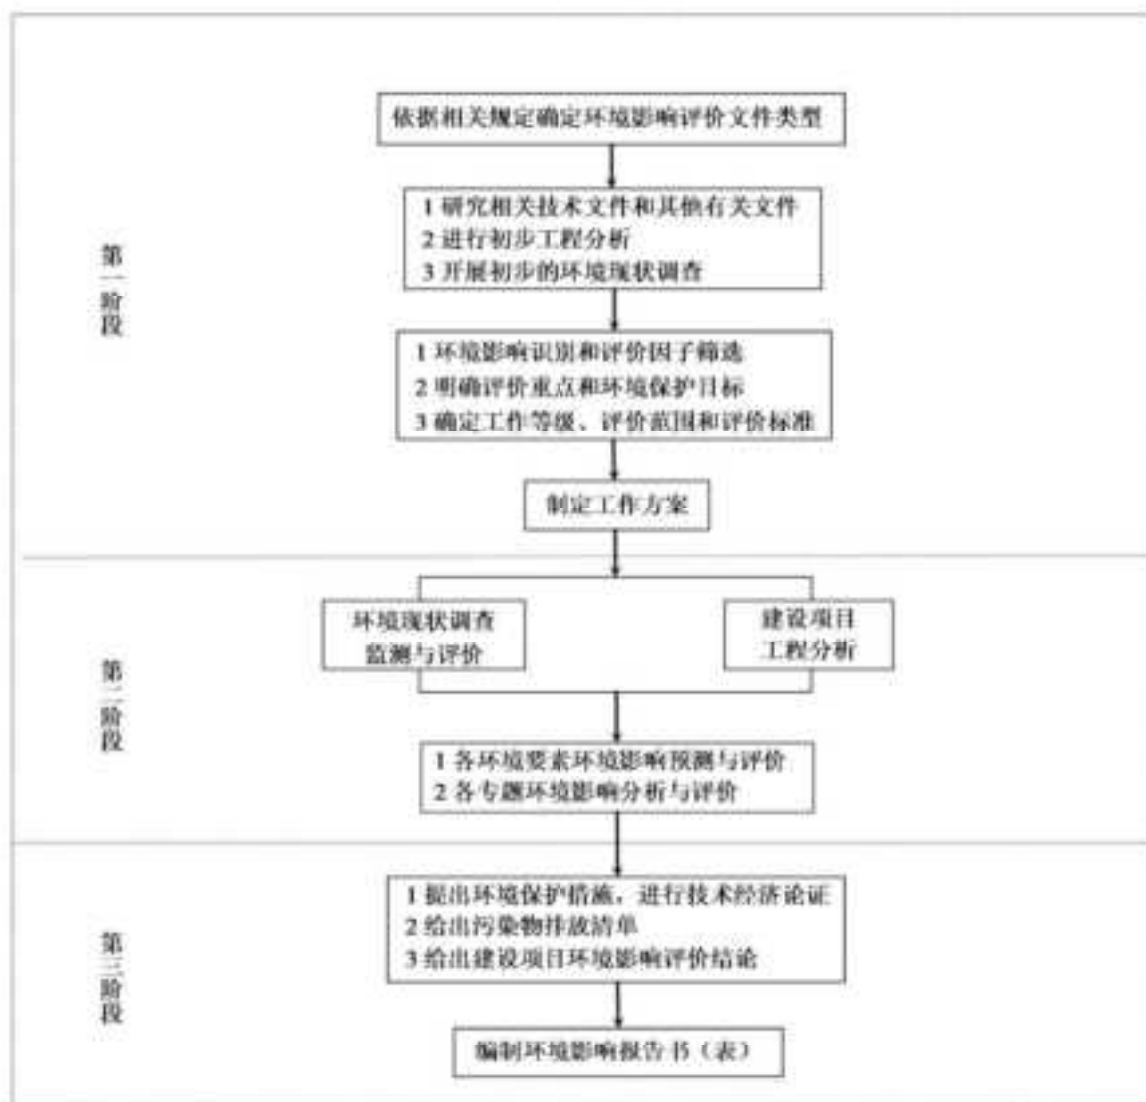 依据相关规定确定环境影响评价文件类型
1 研究相关技术文件和其他有关文件
2 进行初步工程分析
3 开展初步的环境现状调查
第一阶段
1 环境影响识别和评价因子筛选
2 明确评价重点和环境保护目标
3 确定工作等级、评价范围和评价标准
制定工作方案
环境现状调查
监测与评价
建设项目
工程分析
第二阶段
1 各环境要素环境影响预测与评价
2 各专题环境影响分析与评价
1 提出环境保护措施，进行技术经济论证
2 给出污染物排放清单
3 给出建设项目环境影响评价结论
第三阶段
编制环境影响报告书（表）